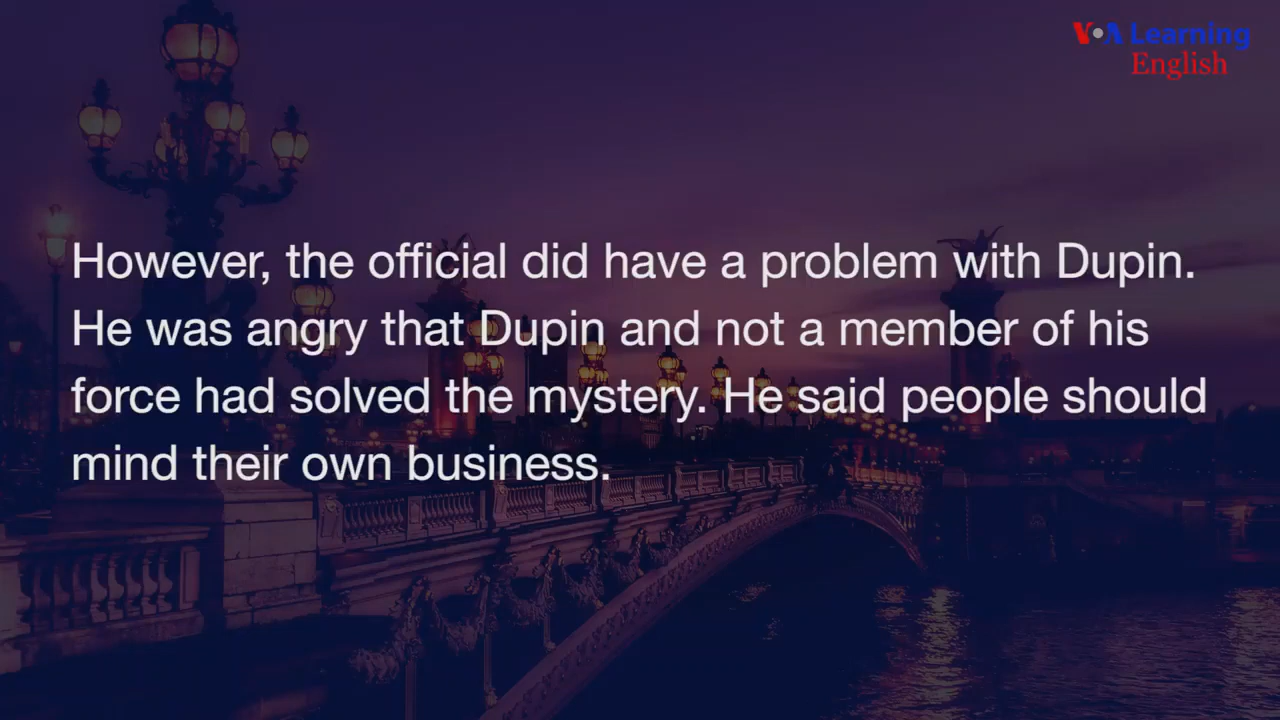 VOA Learning
English
However, the official did have a problem with Dupin.
He was angry that Dupin and not a member of his
force had solved the mystery. He said people should
mind their own business.